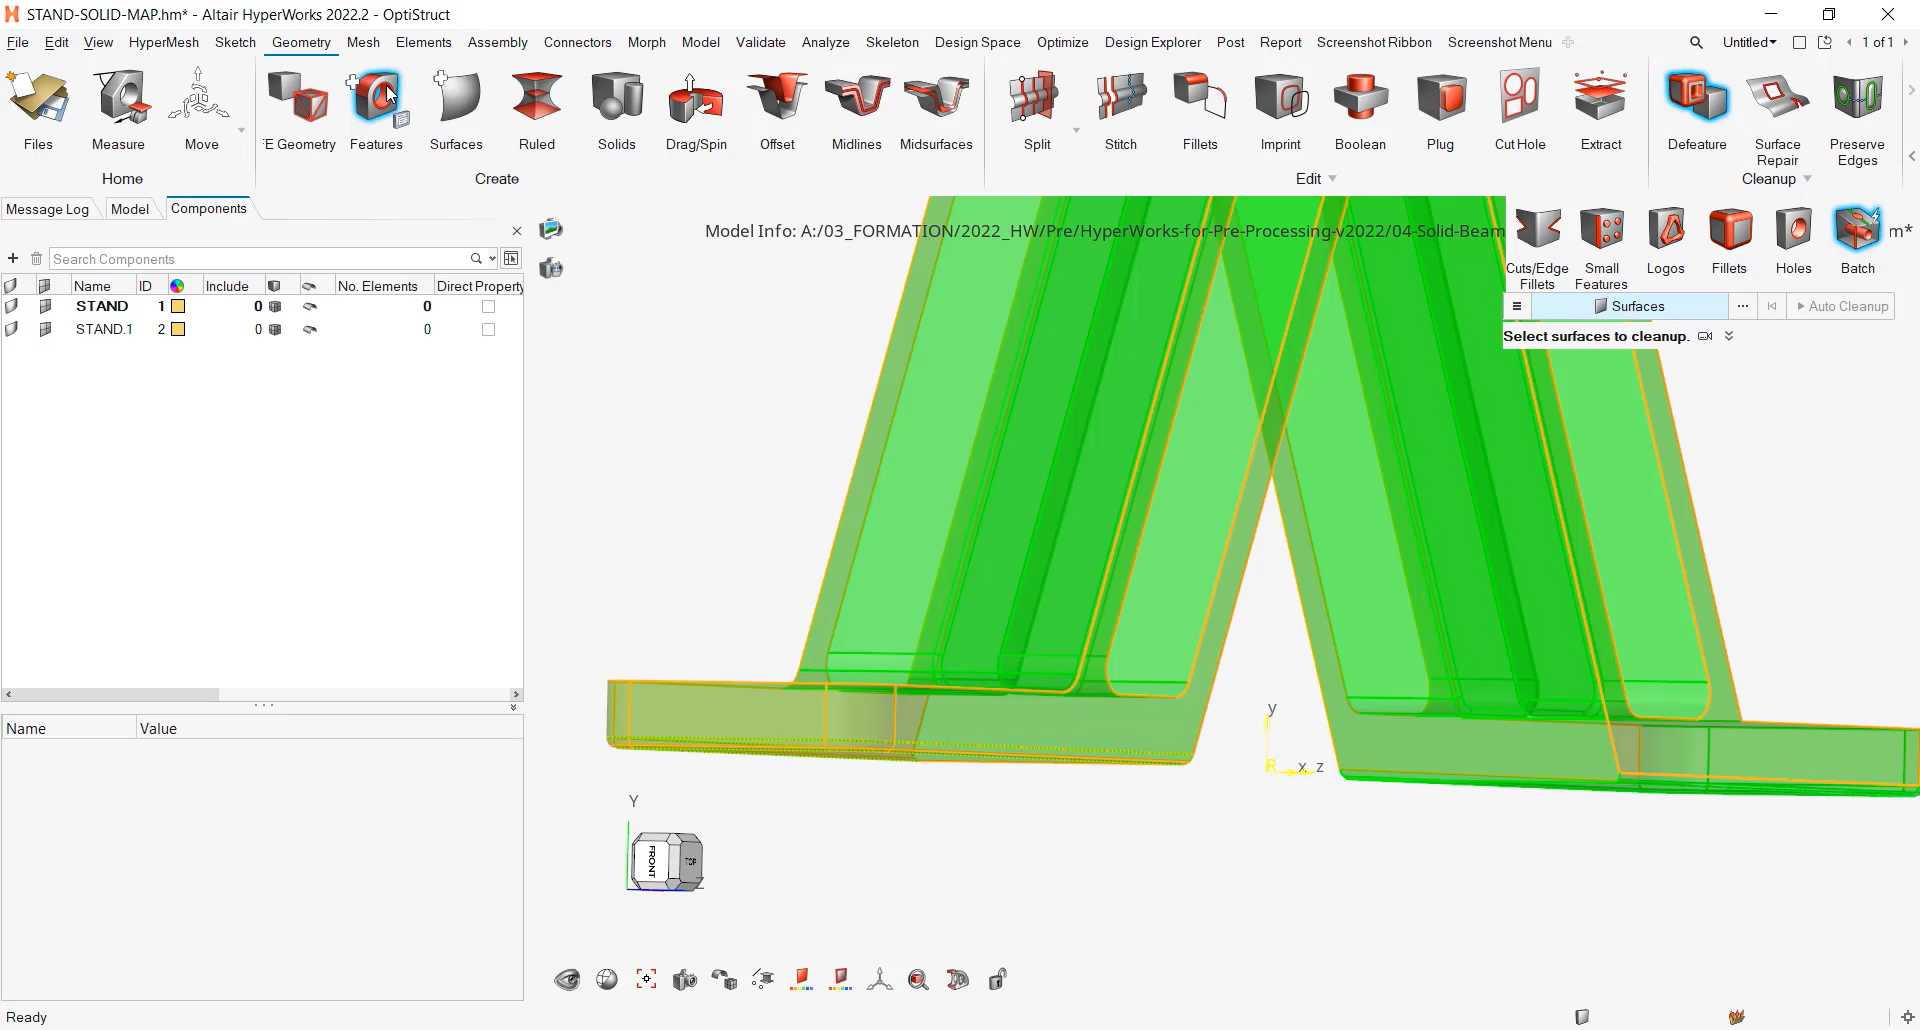 STAND-SOLID-MAP.hm* - Altair HyperWorks 2022.2 - OptiStruct
File Edit View HyperMesh Sketch Geometry Mesh Elements Assembly Connectors Morph Model Validate Analyze Skeleton Design Space Optimize Design Explorer Post Report Screenshot Ribbon Screenshot Menu Untitled 1 of 1
Files Measure Move E Geometry Features Surfaces Ruled Solids Drag/Spin Offset Midlines Midsurfaces Split Stitch Fillets Imprint Boolean Plug Cut Hole Extract Defeature Surface Repair Preserve Edges
Home Create Edit Cleanup
Message Log Model Components
Model Info: A:/03_FORMATION/2022_HW/Pre/HyperWorks-for-Pre-Processing-v2022/04-Solid-Beam m*
Search Components
Cuts/Edge Fillets Small Features Logos Fillets Holes Batch
Name ID Include No. Elements Direct Property
STAND 1 0 0
STAND.1 2 0 0
Surfaces ... Auto Cleanup
Select surfaces to cleanup.
Name Value
y
R x z
Y
FRONT TOP
Z
Ready